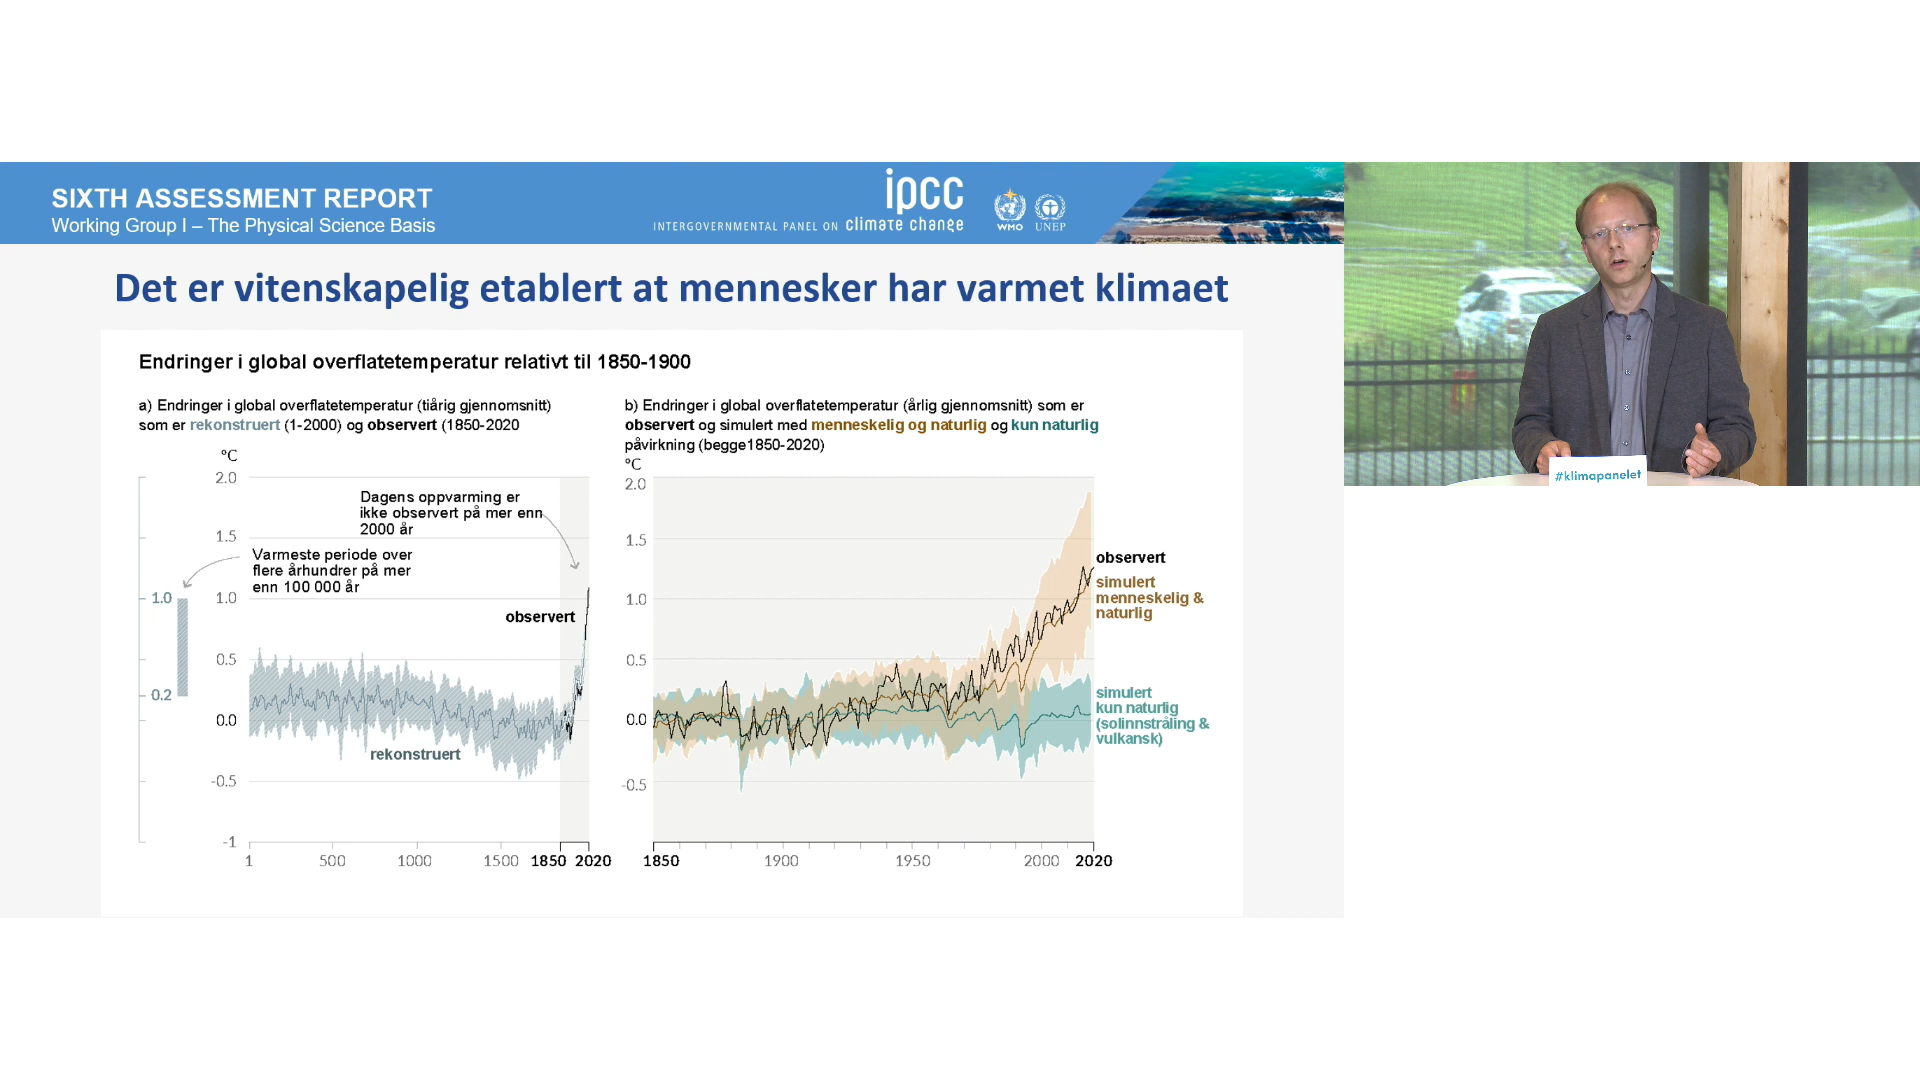 SIXTH ASSESSMENT REPORT
Working Group I – The Physical Science Basis
ipcc
INTERGOVERNMENTAL PANEL ON climate change
WMO
UNEP
Det er vitenskapelig etablert at mennesker har varmet klimaet
Endringer i global overflatetemperatur relativt til 1850-1900
a) Endringer i global overflatetemperatur (tiårig gjennomsnitt)
som er rekonstruert (1-2000) og observert (1850-2020
°C
2.0
1.5
1.0
0.5
0.0
-0.5
-1
1.0
0.2
Dagens oppvarming er
ikke observert på mer enn
2000 år
Varmeste periode over
flere århundrer på mer
enn 100 000 år
observert
rekonstruert
1 500 1000 1500 1850 2020
b) Endringer i global overflatetemperatur (årlig gjennomsnitt) som er
observert og simulert med menneskelig og naturlig og kun naturlig
påvirkning (begge1850-2020)
°C
2.0
1.5
1.0
0.5
0.0
-0.5
observert
simulert
menneskelig &
naturlig
simulert
kun naturlig
(solinnstråling &
vulkansk)
1850 1900 1950 2000 2020
#klimapanelet